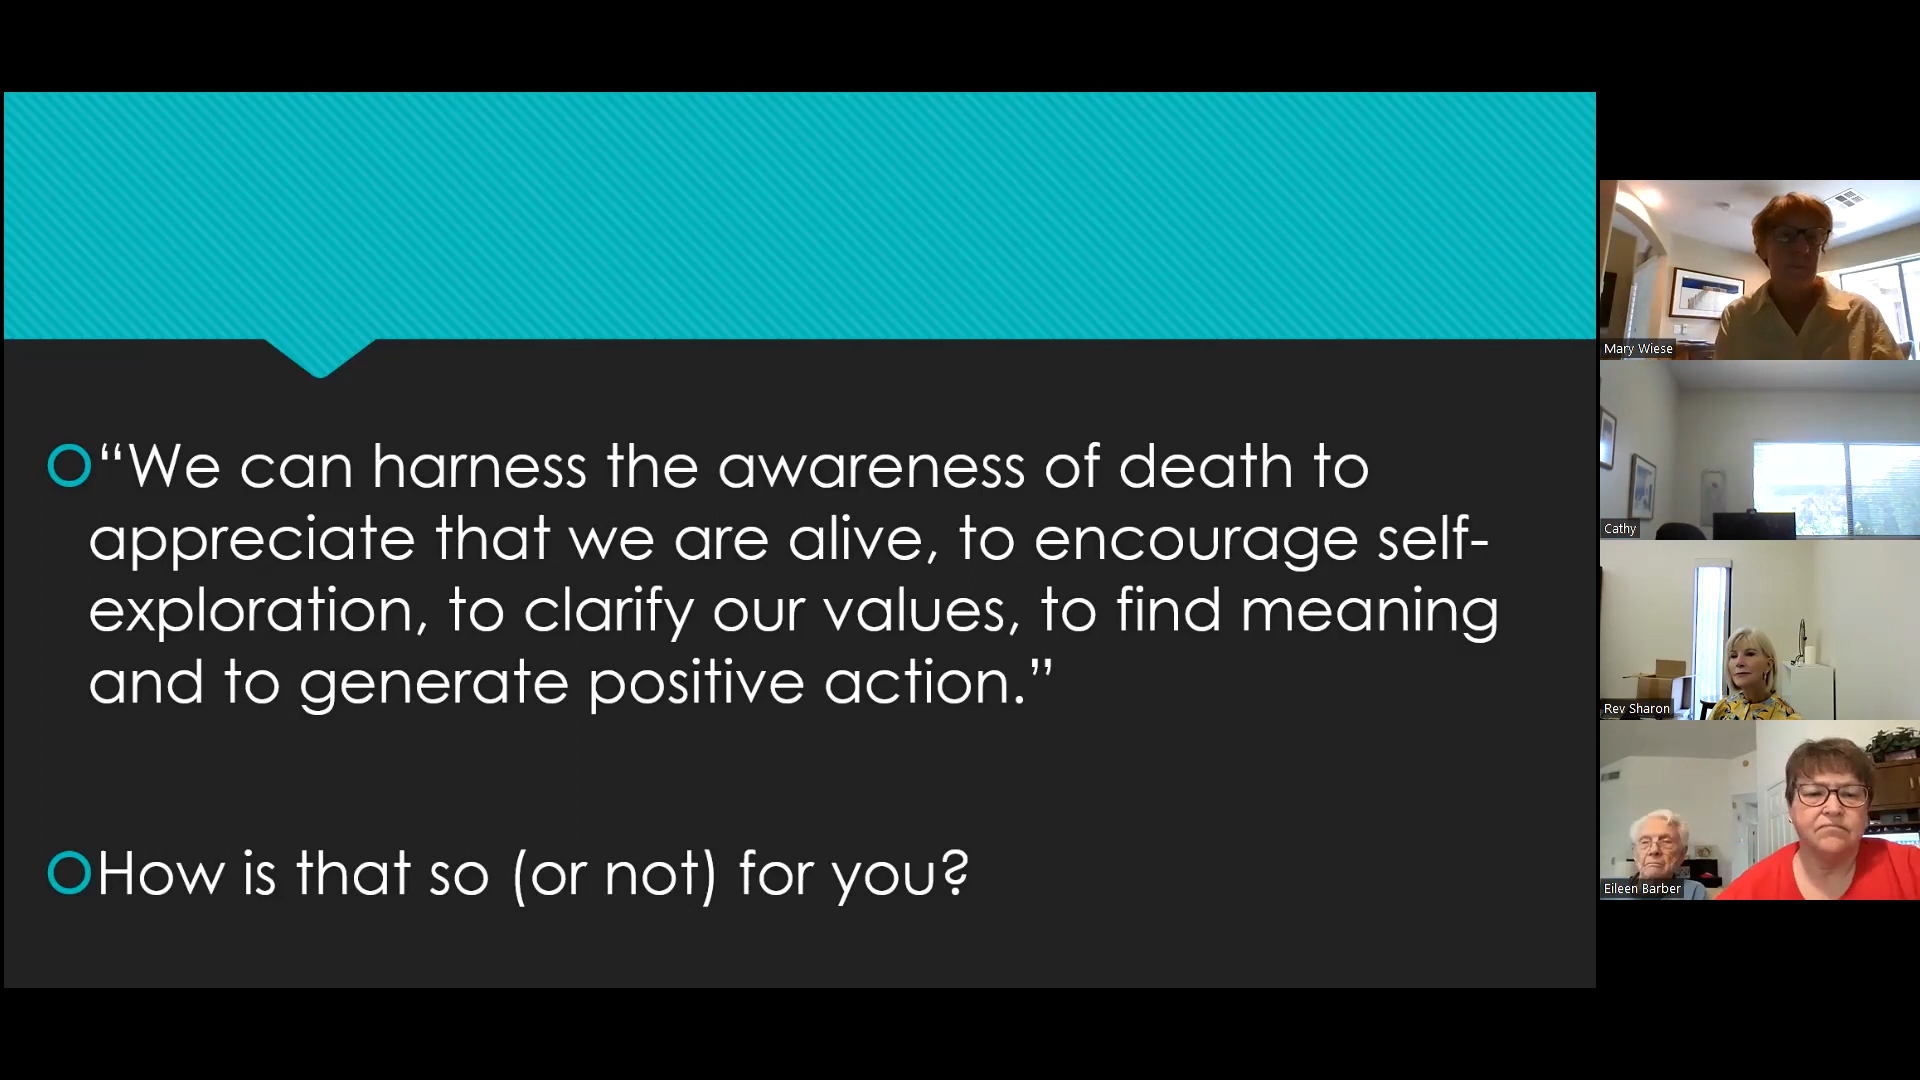 “We can harness the awareness of death to
appreciate that we are alive, to encourage self-
exploration, to clarify our values, to find meaning
and to generate positive action.”
How is that so (or not) for you?
Mary Wiese
Cathy
Rev Sharon
Eileen Barber